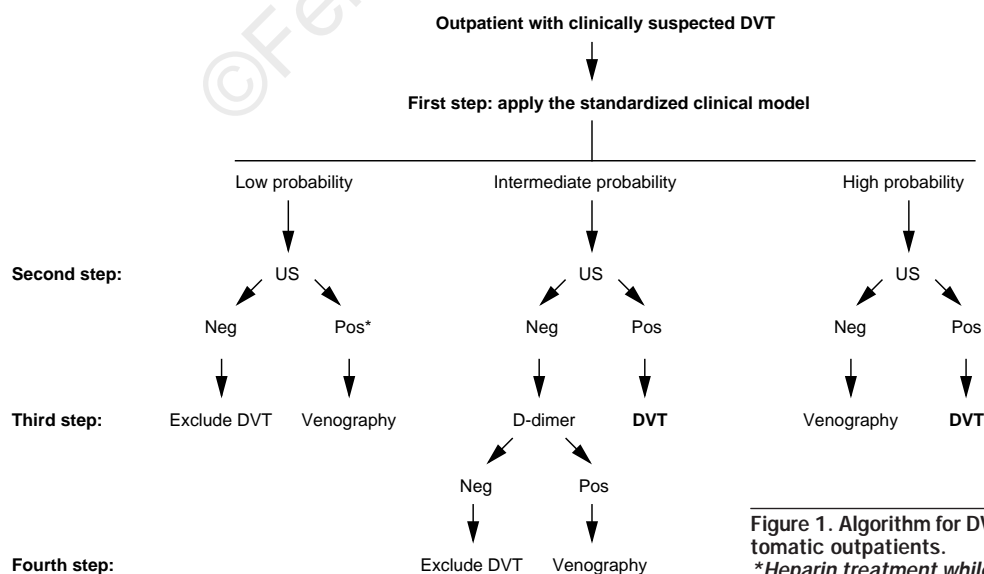 Outpatient with clinically suspected DVT
First step: apply the standardized clinical model
Low probability Intermediate probability High probability
Second step: US US US
Neg Pos* Neg Pos Neg Pos
Third step: Exclude DVT Venography D-dimer DVT Venography DVT
Neg Pos
Figure 1. Algorithm for DV
tomatic outpatients.
*Heparin treatment while
Fourth step: Exclude DVT Venography